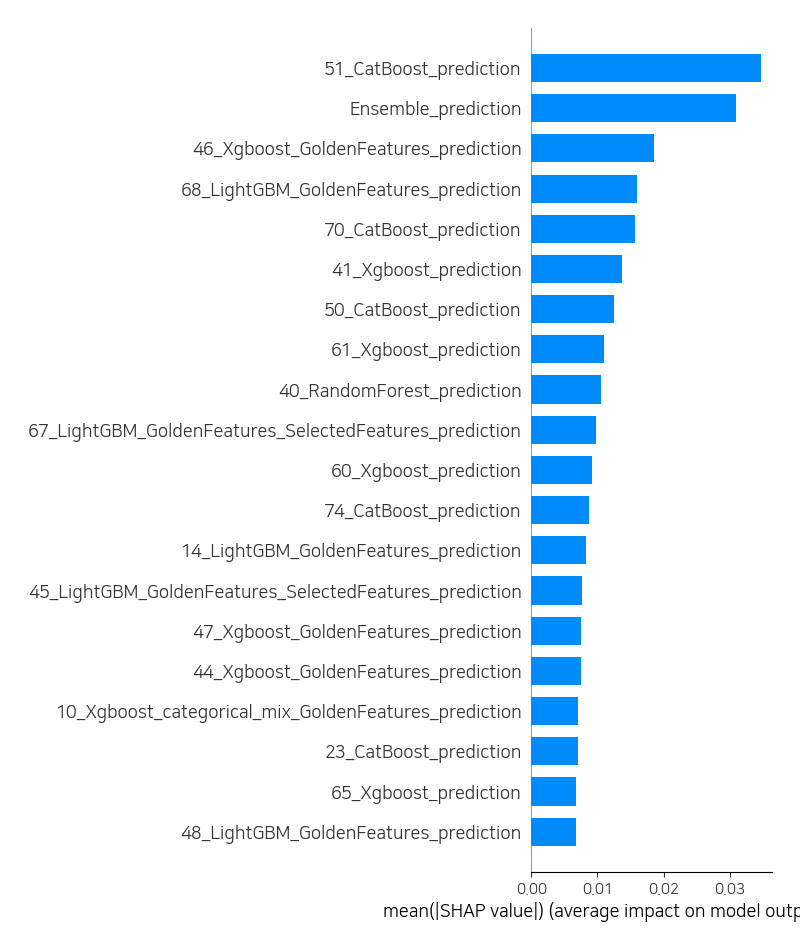 51_CatBoost_prediction
Ensemble_prediction
46_Xgboost_GoldenFeatures_prediction
68_LightGBM_GoldenFeatures_prediction
70_CatBoost_prediction
41_Xgboost_prediction
50_CatBoost_prediction
61_Xgboost_prediction
40_RandomForest_prediction
67_LightGBM_GoldenFeatures_SelectedFeatures_prediction
60_Xgboost_prediction
74_CatBoost_prediction
14_LightGBM_GoldenFeatures_prediction
45_LightGBM_GoldenFeatures_SelectedFeatures_prediction
47_Xgboost_GoldenFeatures_prediction
44_Xgboost_GoldenFeatures_prediction
10_Xgboost_categorical_mix_GoldenFeatures_prediction
23_CatBoost_prediction
65_Xgboost_prediction
48_LightGBM_GoldenFeatures_prediction
0.00 0.01 0.02 0.03
mean(|SHAP value|) (average impact on model outp